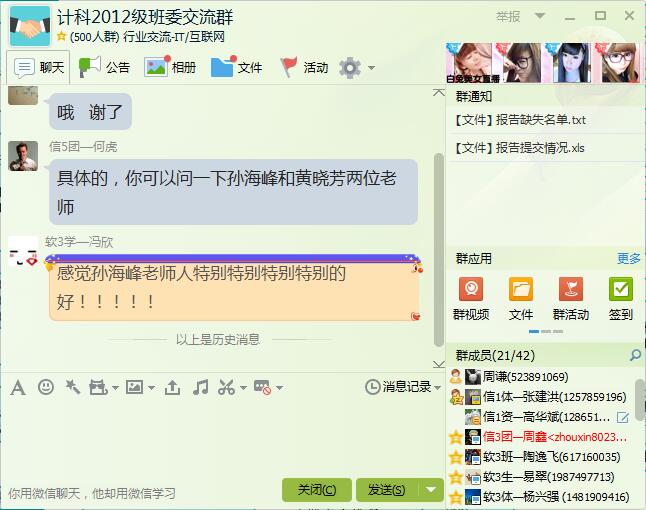 计科2012级班委交流群
举报
(500人群) 行业交流-IT/互联网
聊天
公告
相册
文件
活动
哦 谢了
信5团—何虎
具体的，你可以问一下孙海峰和黄晓芳两位老
师
软3学—冯欣
感觉孙海峰老师人特别特别特别特别的
好！！！！！
以上是历史消息
消息记录
你用微信聊天，他却用微信学习
关闭(C)
发送(S)
白兔美女直播
群通知
【文件】报告缺失名单.txt
【文件】报告提交情况.xls
群应用
更多
群视频
文件
群活动
签到
群成员(21/42)
周谦(523891069)
信1体—张建洪(1257859196)
信1资—高华斌(128651...
信3团—周鑫<zhouxin8023...
软3班—陶逸飞(617160035)
软3生—易翠(1987497713)
软3体—杨兴强 (1481909416)